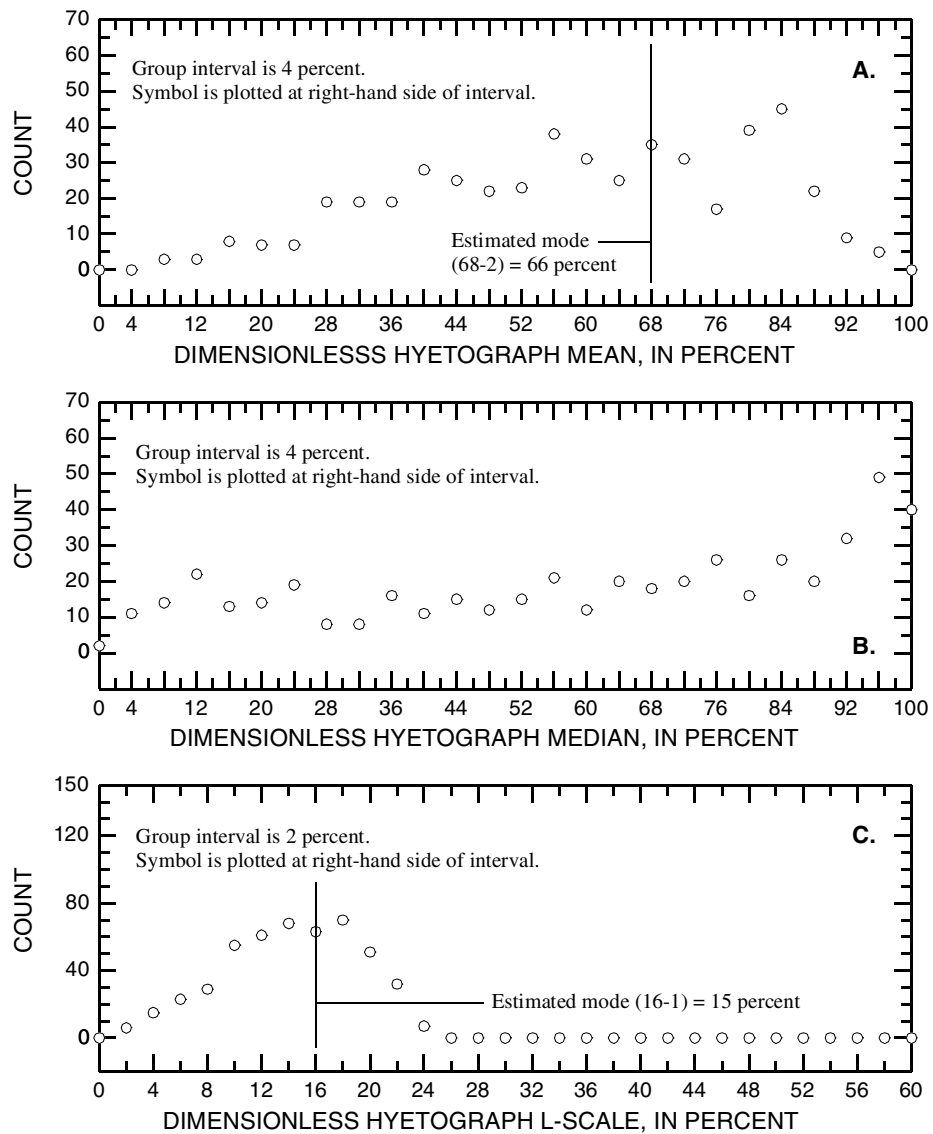 70
60
50
40
30
20
10
0
COUNT
Group interval is 4 percent.
Symbol is plotted at right-hand side of interval.
A.
Estimated mode
(68-2) = 66 percent
0 4 12 20 28 36 44 52 60 68 76 84 92 100
DIMENSIONLESSS HYETOGRAPH MEAN, IN PERCENT
70
60
50
40
30
20
10
0
COUNT
Group interval is 4 percent.
Symbol is plotted at right-hand side of interval.
B.
0 4 12 20 28 36 44 52 60 68 76 84 92 100
DIMENSIONLESS HYETOGRAPH MEDIAN, IN PERCENT
150
120
80
40
0
COUNT
Group interval is 2 percent.
Symbol is plotted at right-hand side of interval.
C.
Estimated mode (16-1) = 15 percent
0 4 8 12 16 20 24 28 32 36 40 44 48 52 56 60
DIMENSIONLESS HYETOGRAPH L-SCALE, IN PERCENT